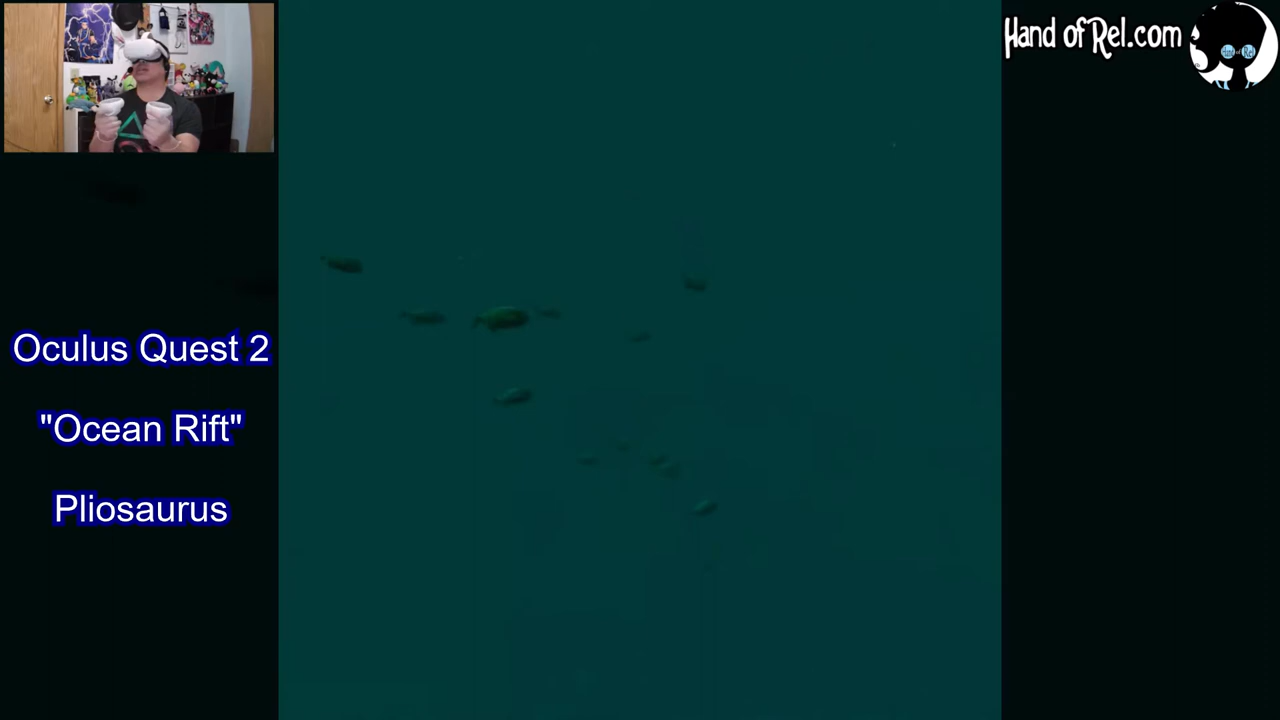 Hand of Rel.com
Oculus Quest 2
"Ocean Rift"
Pliosaurus